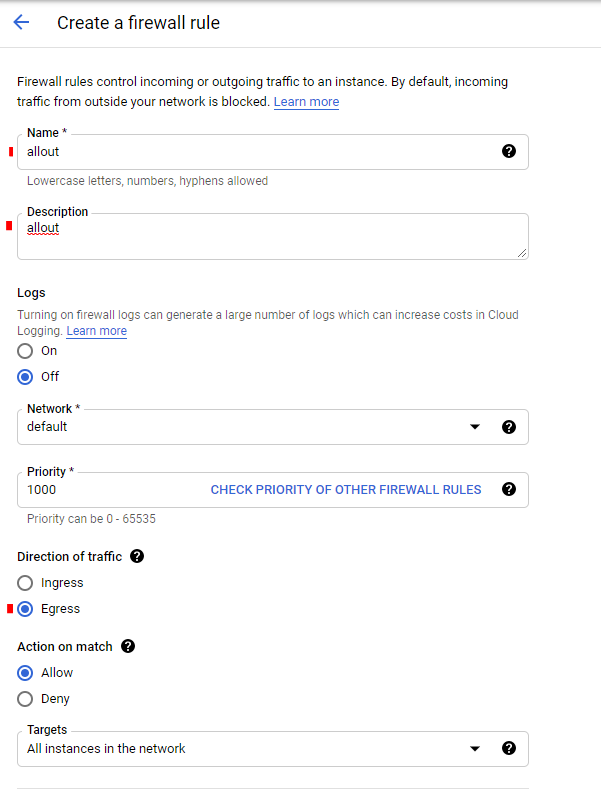 Create a firewall rule
Firewall rules control incoming or outgoing traffic to an instance. By default, incoming
traffic from outside your network is blocked. Learn more
Name *
allout
Lowercase letters, numbers, hyphens allowed
Description
allout
Logs
Turning on firewall logs can generate a large number of logs which can increase costs in Cloud
Logging. Learn more
On
Off
Network *
default
Priority *
1000 CHECK PRIORITY OF OTHER FIREWALL RULES
Priority can be 0 - 65535
Direction of traffic
Ingress
Egress
Action on match
Allow
Deny
Targets
All instances in the network